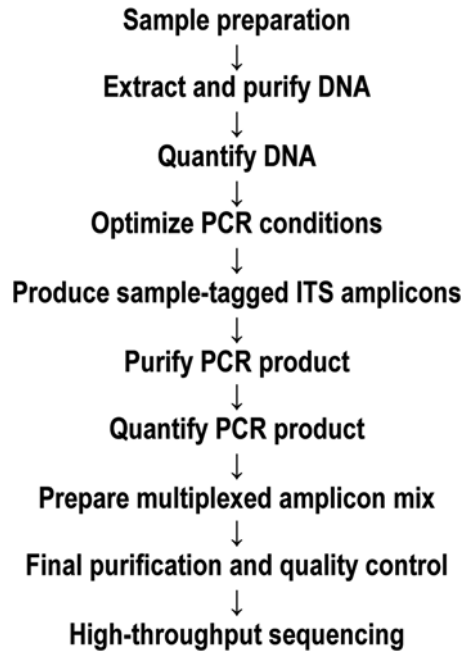 Sample preparation
↓
Extract and purify DNA
↓
Quantify DNA
↓
Optimize PCR conditions
↓
Produce sample-tagged ITS amplicons
↓
Purify PCR product
↓
Quantify PCR product
↓
Prepare multiplexed amplicon mix
↓
Final purification and quality control
↓
High-throughput sequencing